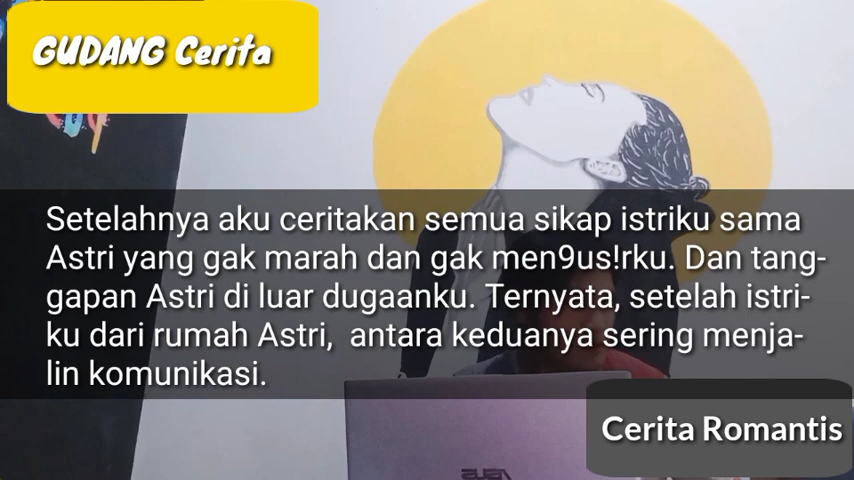 GUDANG Cerita
Setelahnya aku ceritakan semua sikap istriku sama
Astri yang gak marah dan gak men9us!rku. Dan tang-
gapan Astri di luar dugaanku. Ternyata, setelah istri-
ku dari rumah Astri,  antara keduanya sering menja-
lin komunikasi.
Cerita Romantis
ASUS